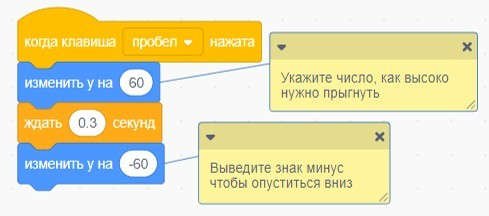 когда клавиша пробел нажата
изменить y на 60
ждать 0.3 секунд
изменить y на -60
Укажите число, как высоко
нужно прыгнуть
Выведите знак минус
чтобы опуститься вниз